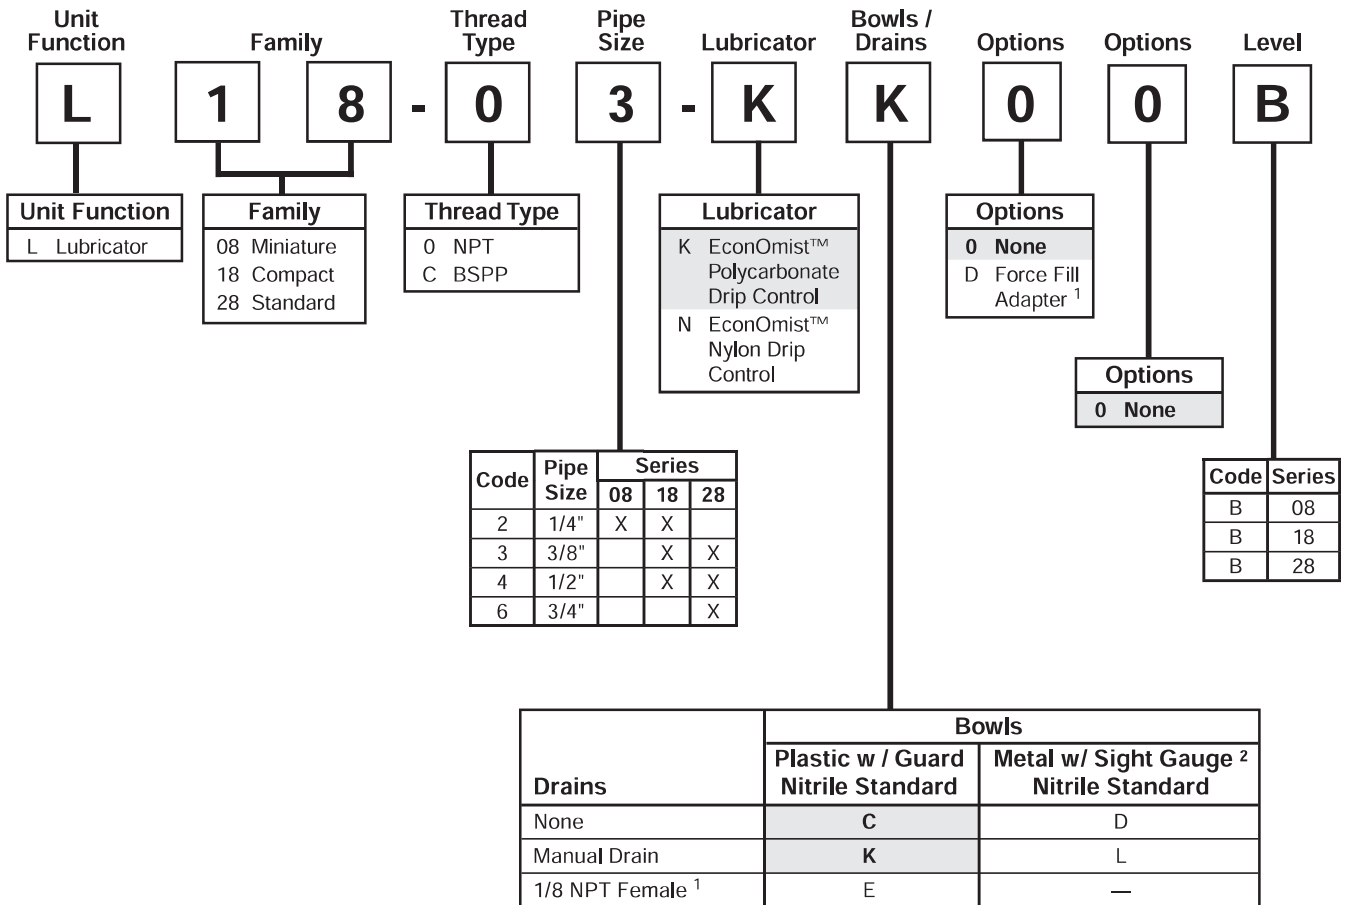 Unit Function
Family
Thread Type
Pipe Size
Lubricator
Bowls / Drains
Options
Options
Level
L 1 8 - 0 3 - K K 0 0 B
Unit Function
L Lubricator
Family
08 Miniature
18 Compact
28 Standard
Thread Type
0 NPT
C BSPP
Lubricator
K EconOmist™
Polycarbonate
Drip Control
N EconOmist™
Nylon Drip
Control
Options
0 None
D Force Fill
Adapter 1
Options
0 None
Code Pipe Size Series
08 18 28
2 1/4" X X
3 3/8" X X
4 1/2" X X
6 3/4" X
Code Series
B 08
B 18
B 28
Bowls
Drains
Plastic w / Guard
Nitrile Standard
Metal w/ Sight Gauge 2
Nitrile Standard
None C D
Manual Drain K L
1/8 NPT Female 1 E —